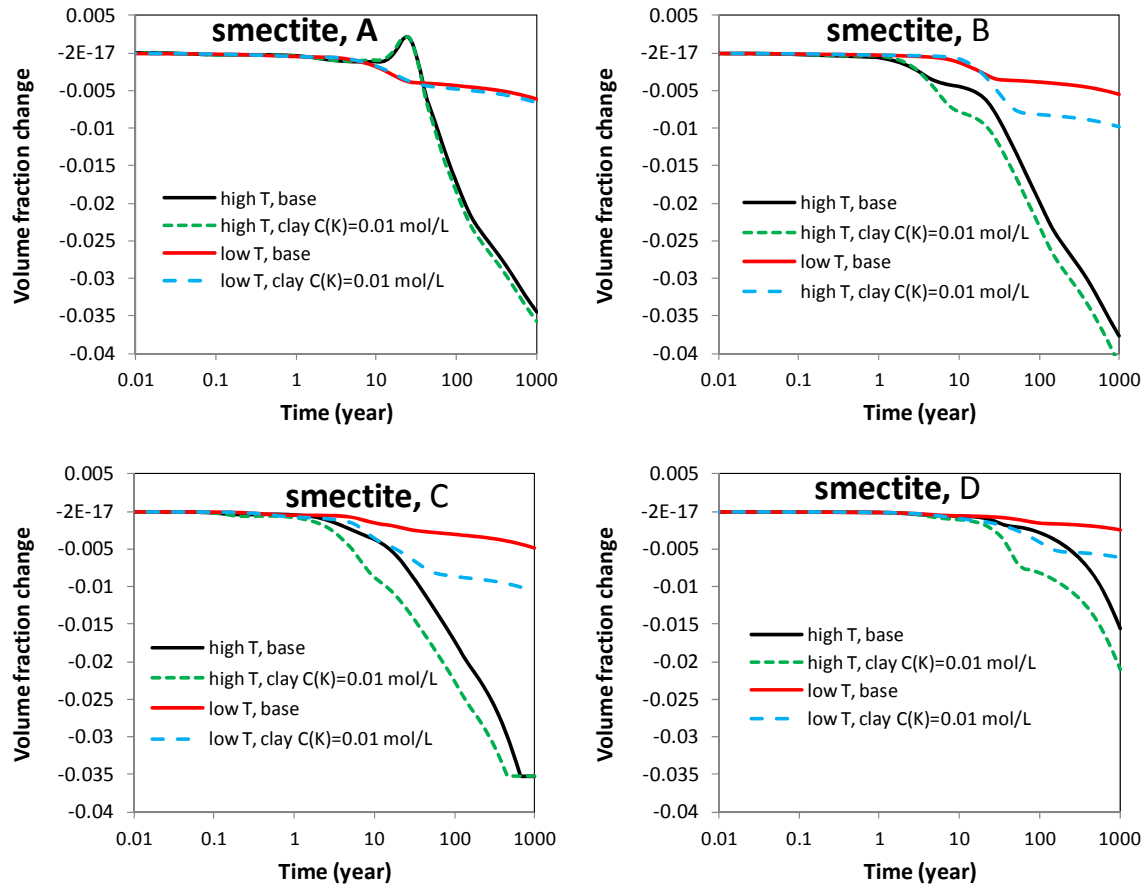 smectite, A
0.005
-2E-17
-0.005
-0.01
-0.015
-0.02
-0.025
-0.03
-0.035
-0.04
Volume fraction change
high T, base
high T, clay C(K)=0.01 mol/L
low T, base
low T, clay C(K)=0.01 mol/L
0.01 0.1 1 10 100 1000
Time (year)
smectite, B
0.005
-2E-17
-0.005
-0.01
-0.015
-0.02
-0.025
-0.03
-0.035
-0.04
Volume fraction change
high T, base
high T, clay C(K)=0.01 mol/L
low T, base
high T, clay C(K)=0.01 mol/L
0.01 0.1 1 10 100 1000
Time (year)
smectite, C
0.005
-2E-17
-0.005
-0.01
-0.015
-0.02
-0.025
-0.03
-0.035
-0.04
Volume fraction change
high T, base
high T, clay C(K)=0.01 mol/L
low T, base
low T, clay C(K)=0.01 mol/L
0.01 0.1 1 10 100 1000
Time (year)
smectite, D
0.005
-2E-17
-0.005
-0.01
-0.015
-0.02
-0.025
-0.03
-0.035
-0.04
Volume fraction change
high T, base
high T, clay C(K)=0.01 mol/L
low T, base
low T, clay C(K)=0.01 mol/L
0.01 0.1 1 10 100 1000
Time (year)